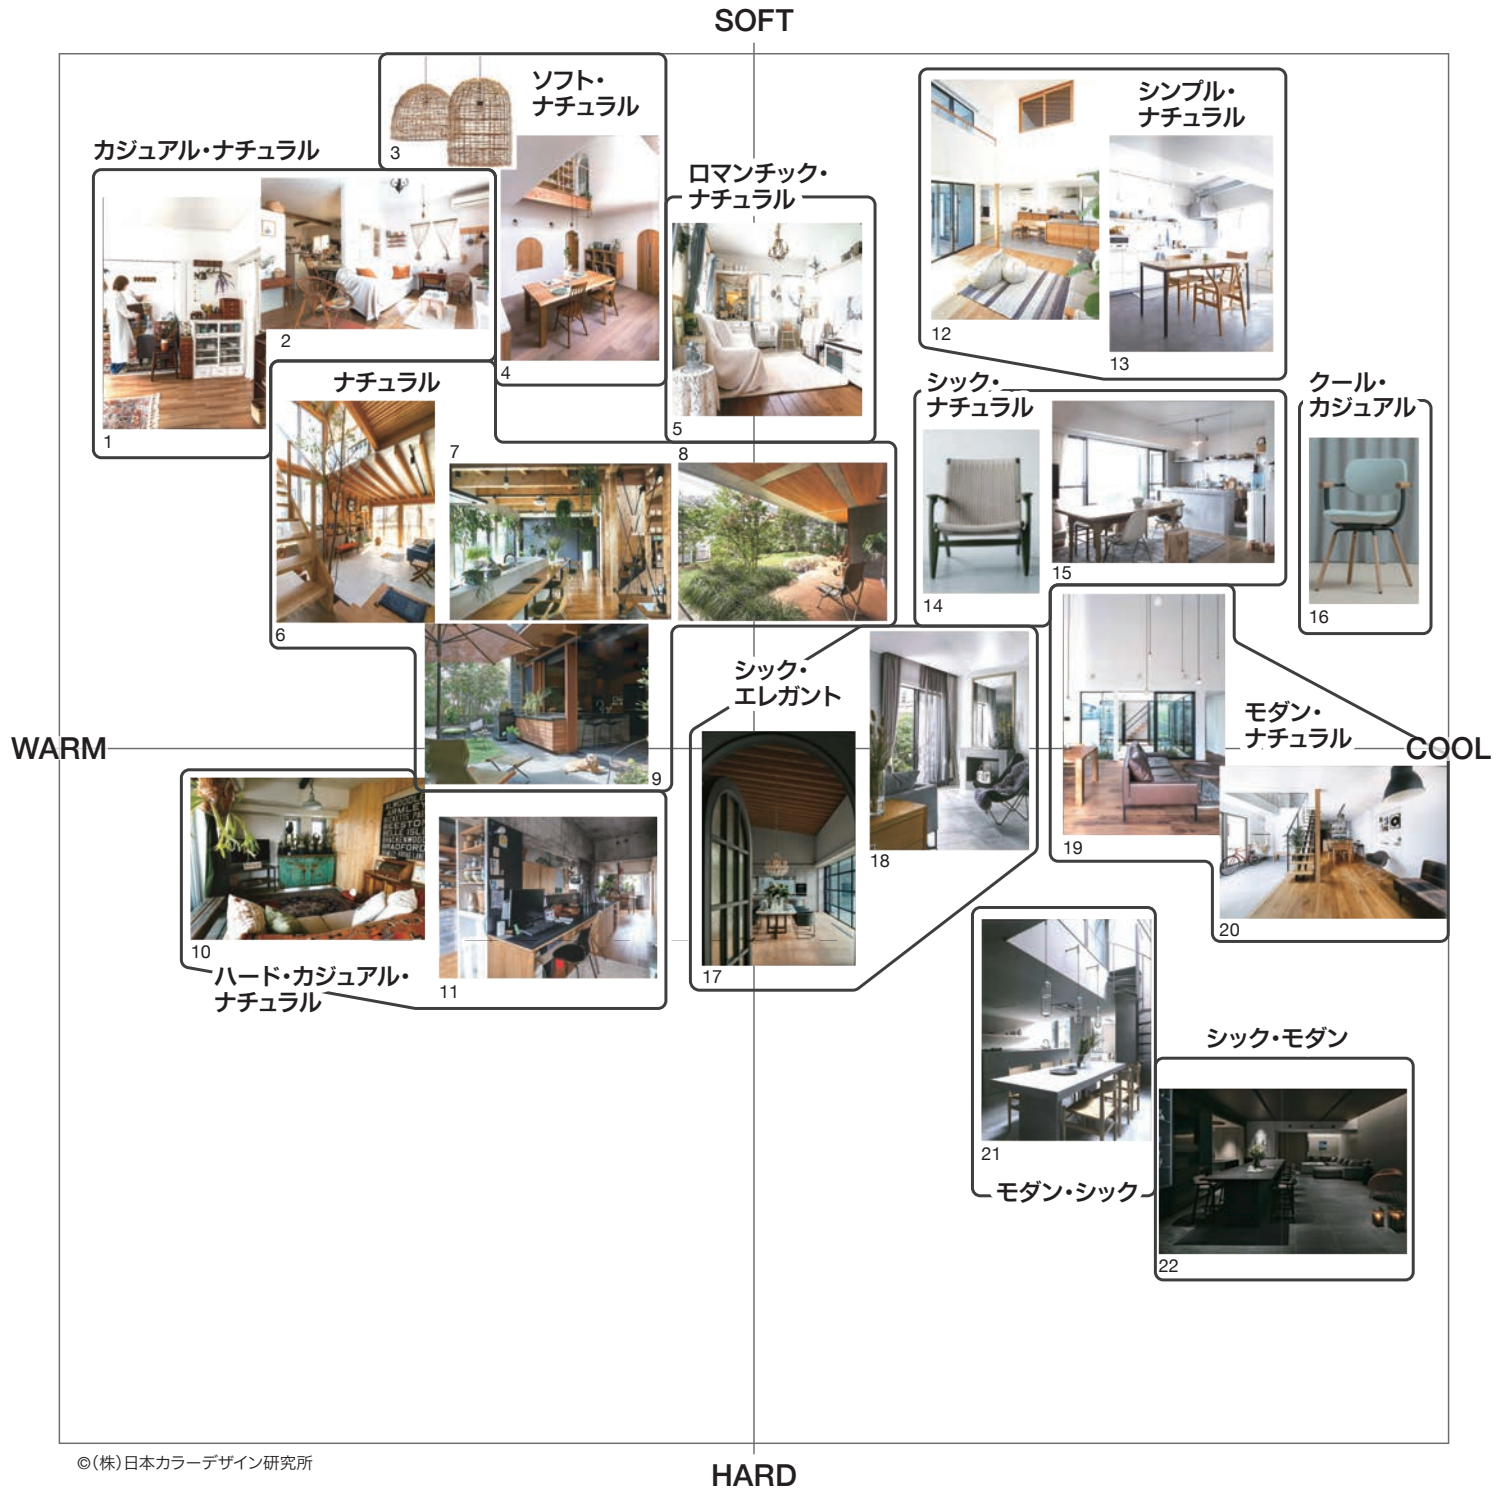 SOFT
ソフト・
ナチュラル
シンプル・
ナチュラル
3
カジュアル・ナチュラル
ロマンチック・
ナチュラル
12
2
13
4
ナチュラル
シック・
ナチュラル
クール・
カジュアル
1
5
7
8
15
14
16
6
シック・
エレガント
モダン・
ナチュラル
WARM
COOL
9
19
18
20
10
17
11
ハード・カジュアル・
ナチュラル
シック・モダン
21
モダン・シック
22
©(株)日本カラーデザイン研究所
HARD